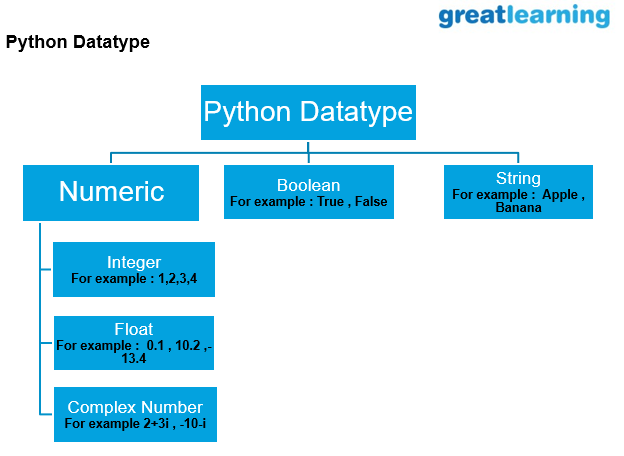 greatlearning
Python Datatype
Python Datatype
Numeric
Boolean
For example : True , False
String
For example :  Apple ,
Banana
Integer
For example : 1,2,3,4
Float
For example :  0.1 , 10.2 ,-
13.4
Complex Number
For example 2+3i , -10-i